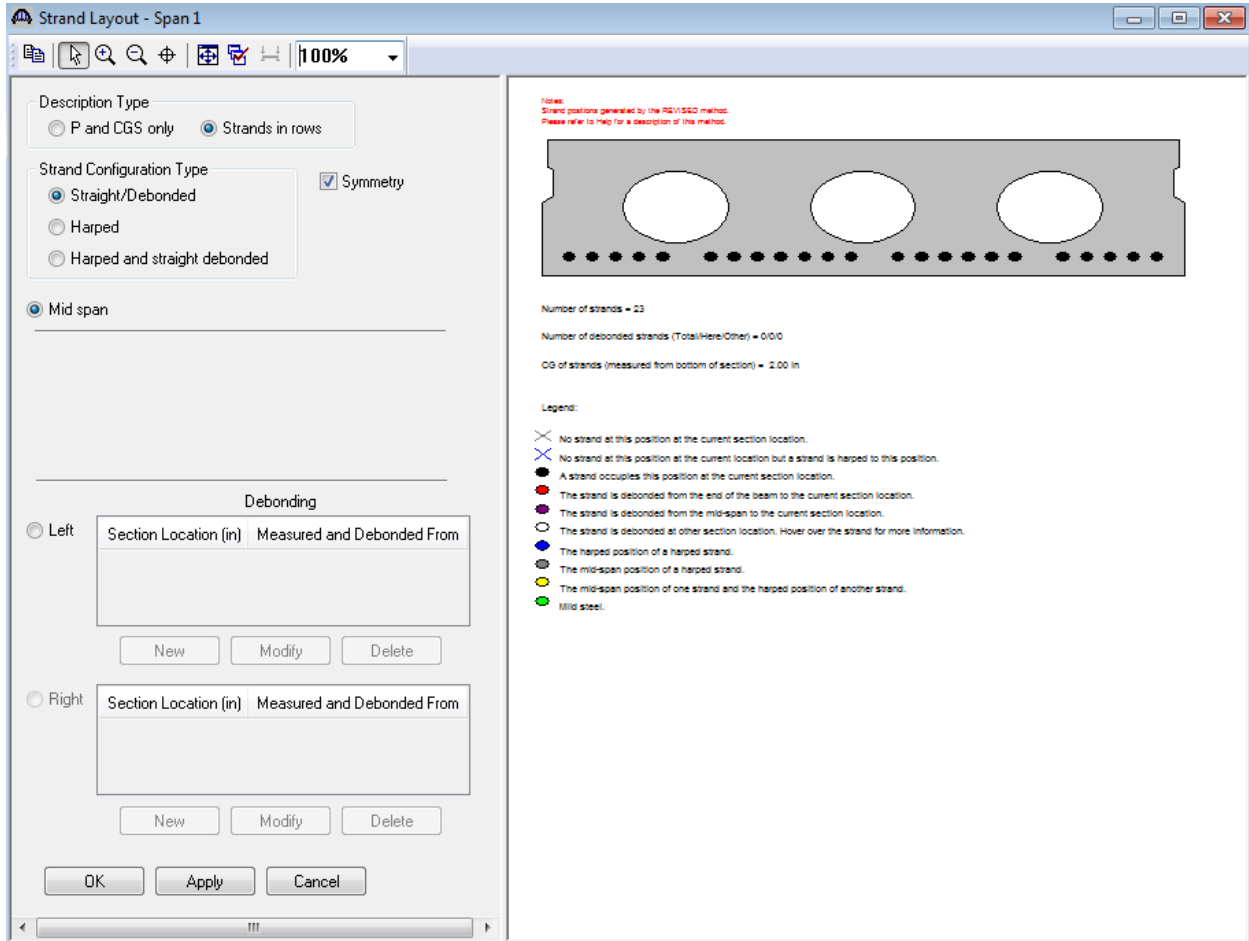 Strand Layout - Span 1
100%
Description Type
P and CGS only
Strands in rows
Strand Configuration Type
Symmetry
Straight/Debonded
Harped
Harped and straight debonded
Mid span
Debonding
Left
Section Location (in) Measured and Debonded From
New Modify Delete
Right
Section Location (in) Measured and Debonded From
New Modify Delete
OK Apply Cancel
Notes:
Strand positions generated by the REVISED method.
Please refer to Help for a description of this method.
Number of strands = 23
Number of debonded strands (Total/Here/Other) = 0/0/0
CG of strands (measured from bottom of section) = 2.00 in
Legend:
No strand at this position at the current section location.
No strand at this position at the current location but a strand is harped to this position.
A strand occupies this position at the current section location.
The strand is debonded from the end of the beam to the current section location.
The strand is debonded from the mid-span to the current section location.
The strand is debonded at other section location. Hover over the strand for more information.
The harped position of a harped strand.
The mid-span position of a harped strand.
The mid-span position of one strand and the harped position of another strand.
Mild steel.